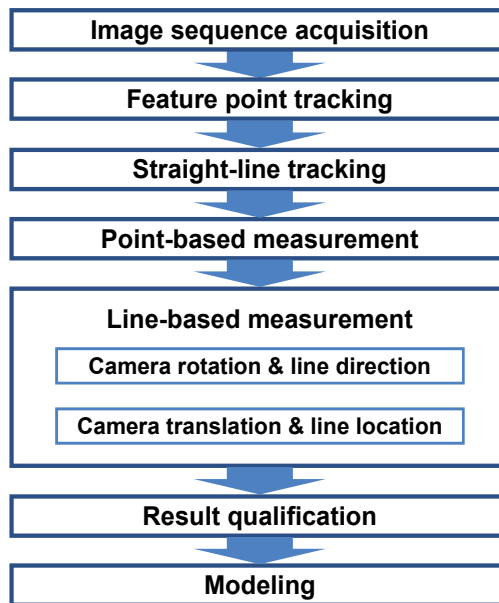 Image sequence acquisition
Feature point tracking
Straight-line tracking
Point-based measurement
Line-based measurement
Camera rotation & line direction
Camera translation & line location
Result qualification
Modeling